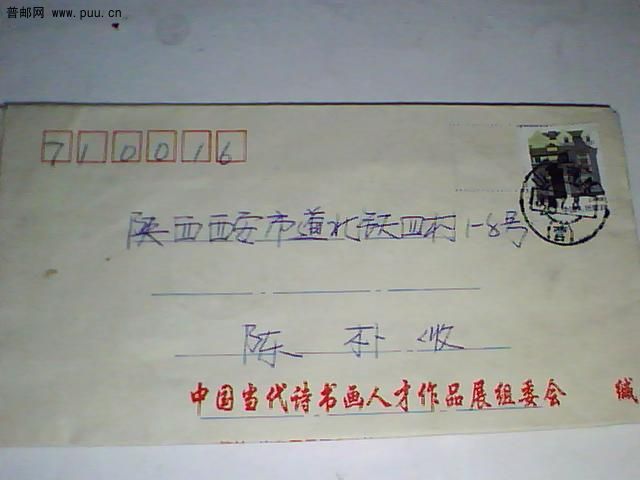 普邮网 www.puu.cn
710016
陕西西安市道北铁四村1-8号
陈朴收
中国当代诗书画人才作品展组委会 缄